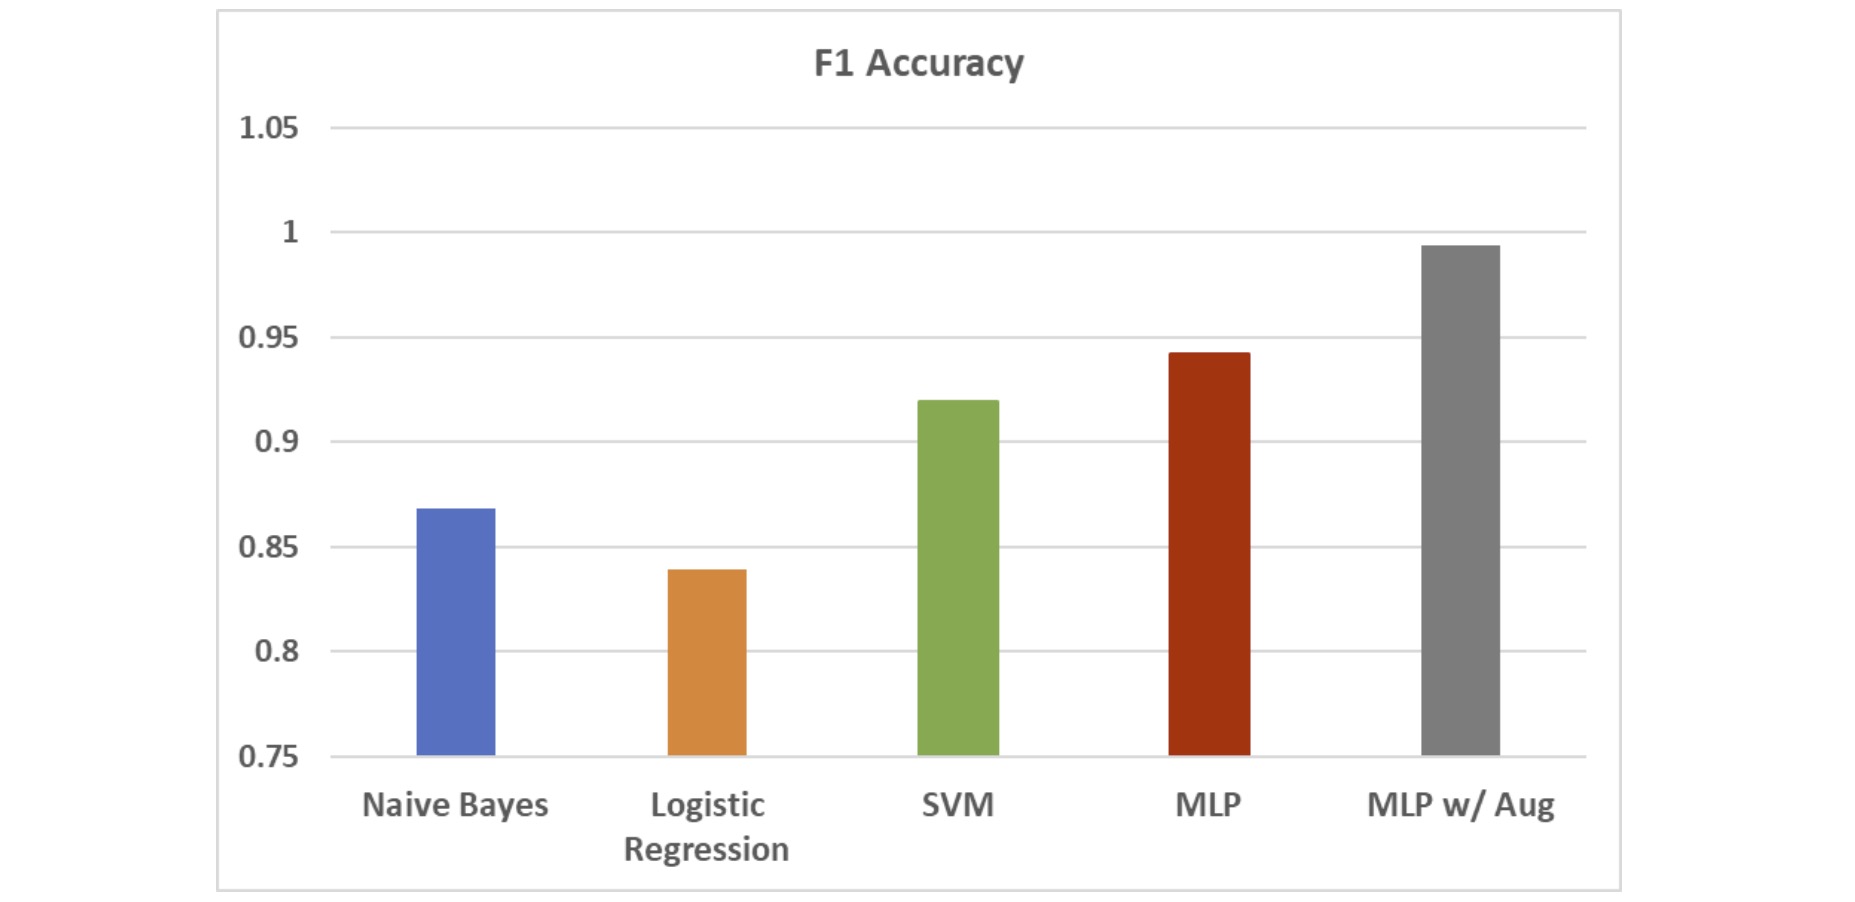 F1 Accuracy
1.05
1
0.95
0.9
0.85
0.8
0.75
Naive Bayes
Logistic
Regression
SVM
MLP
MLP w/ Aug